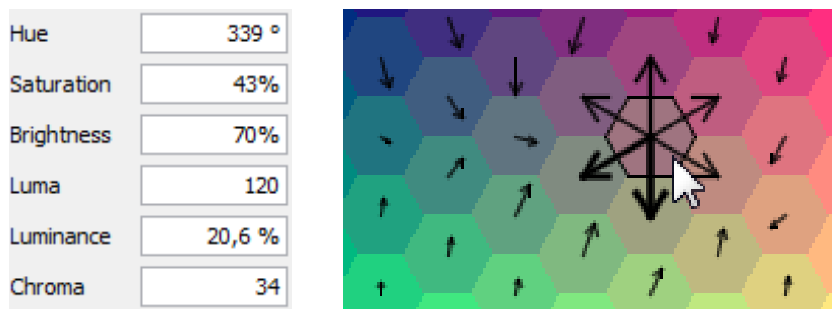 Hue 339 °
Saturation 43%
Brightness 70%
Luma 120
Luminance 20,6 %
Chroma 34